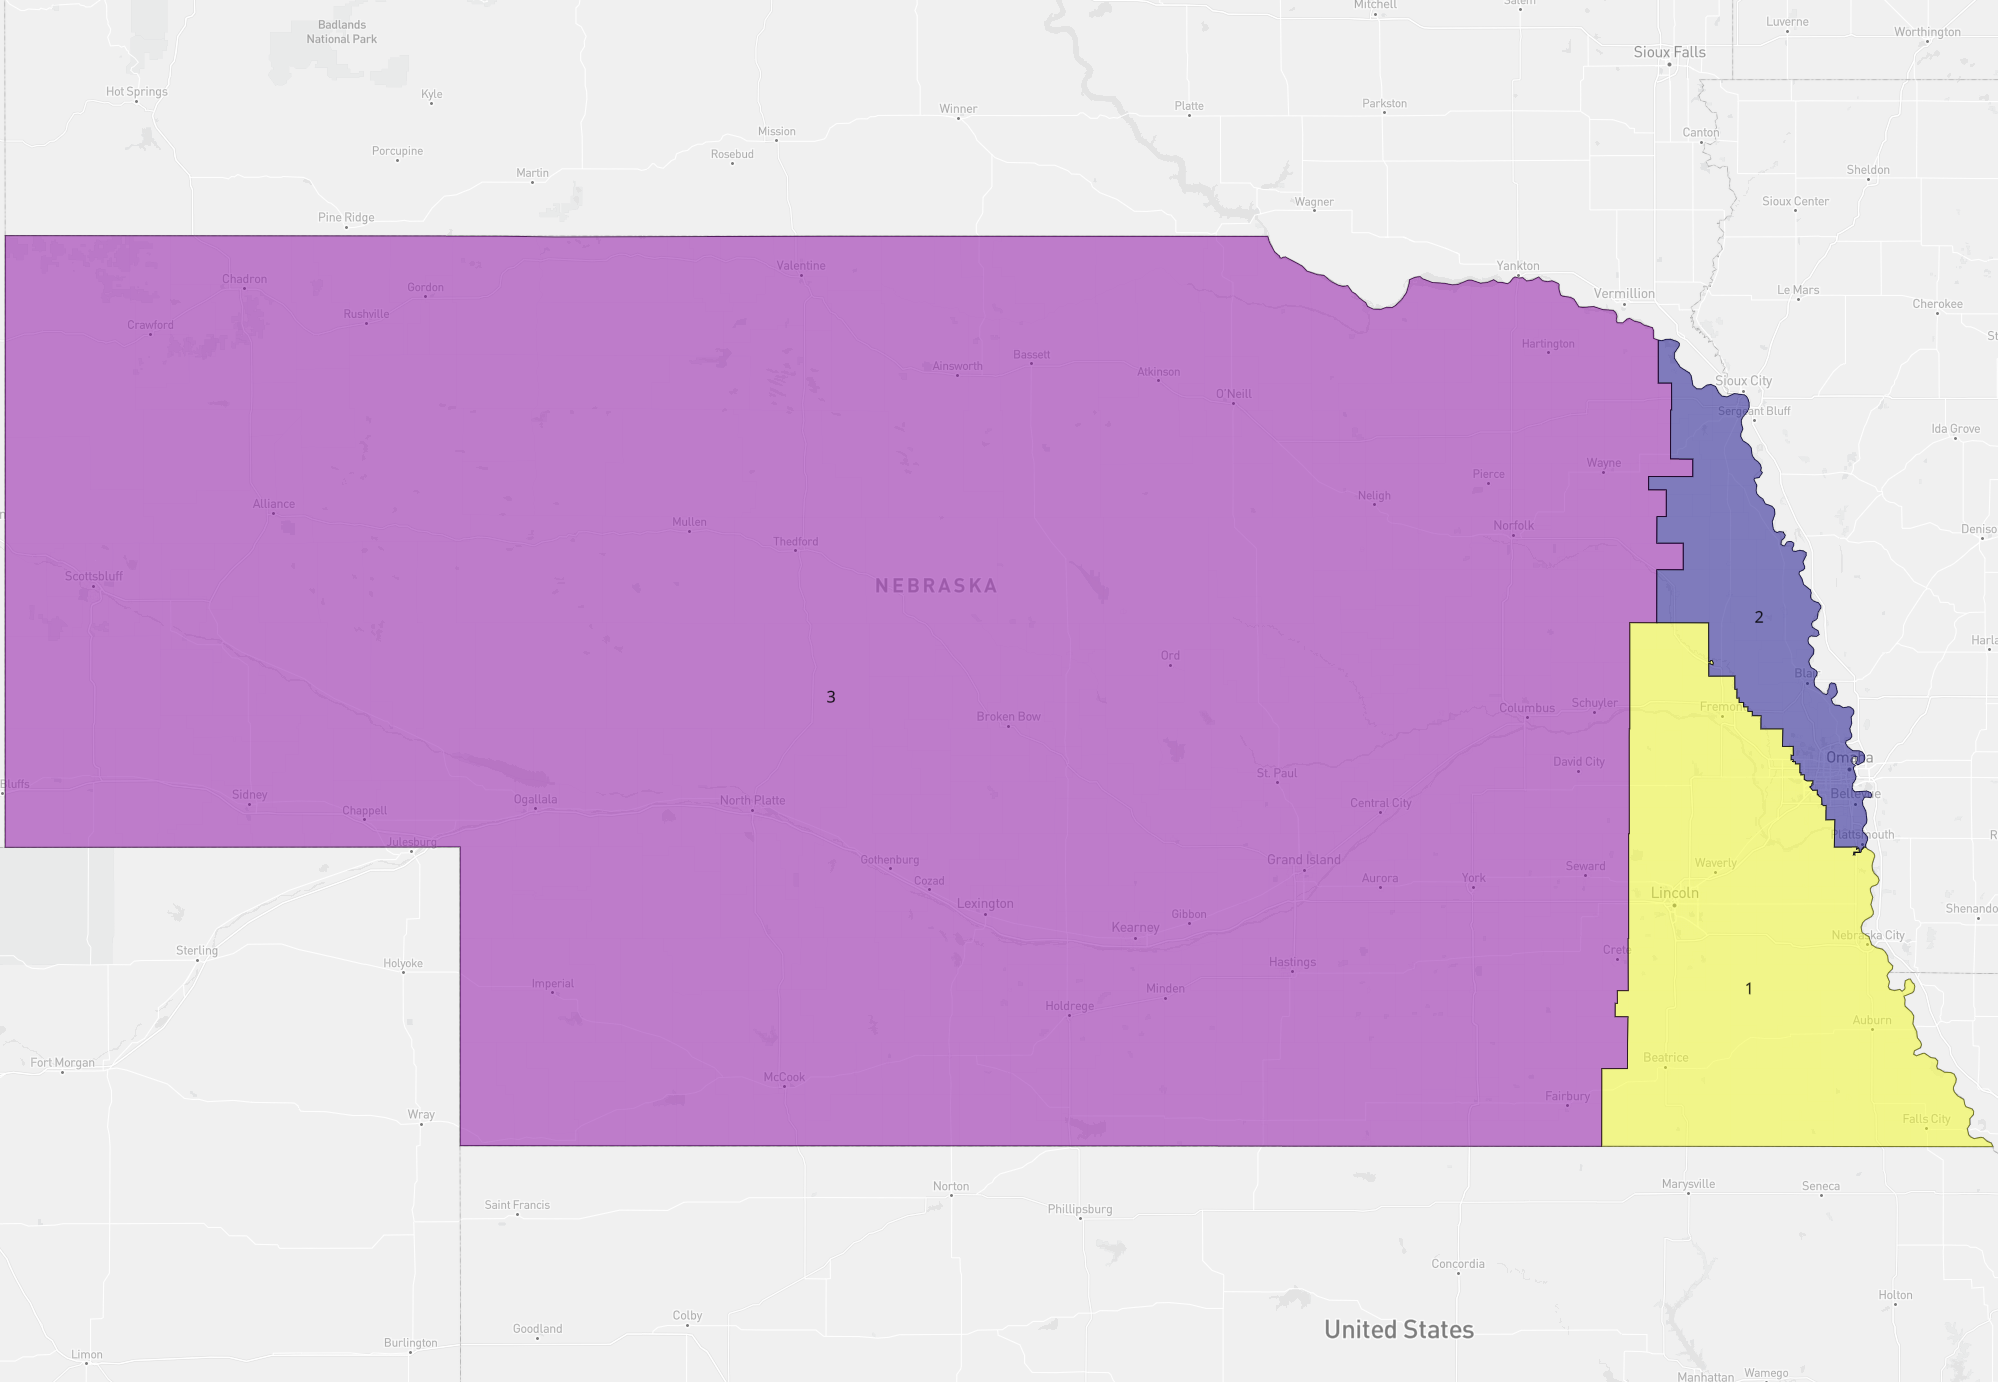 Mitchell
Salem
Badlands
National Park
Luverne
Worthington
Sioux Falls
Hot Springs
Kyle
Winner
Platte
Parkston
Mission
Canton
Porcupine
Rosebud
Martin
Sheldon
Wagner
Sioux Center
Pine Ridge
Valentine
Yankton
Chadron
Gordon
Vermillion
Le Mars
Cherokee
Rushville
Crawford
Hartington
St
Bassett
Ainsworth
Atkinson
Sioux City
O'Neill
Sergeant Bluff
Ida Grove
Wayne
Pierce
Neligh
Alliance
n
Mullen
Norfolk
Deniso
Thedford
Scottsbluff
NEBRASKA
2
Harla
Ord
Blair
3
Schuyler
Fremont
Columbus
Broken Bow
Omaha
David City
St. Paul
Bluffs
Sidney
Chappell
Ogallala
North Platte
Central City
Bellevue
Plattsmouth
R
Julesburg
Gothenburg
Grand Island
Waverly
Seward
Cozad
Aurora
York
Lincoln
Lexington
Gibbon
Shenando
Kearney
Nebraska City
Sterling
Crete
Holyoke
Hastings
Imperial
Minden
1
Holdrege
Auburn
Beatrice
Fort Morgan
McCook
Fairbury
Wray
Falls City
Norton
Marysville
Seneca
Saint Francis
Phillipsburg
Concordia
Holton
Colby
Goodland
United States
Burlington
Limon
Manhattan
Wamego